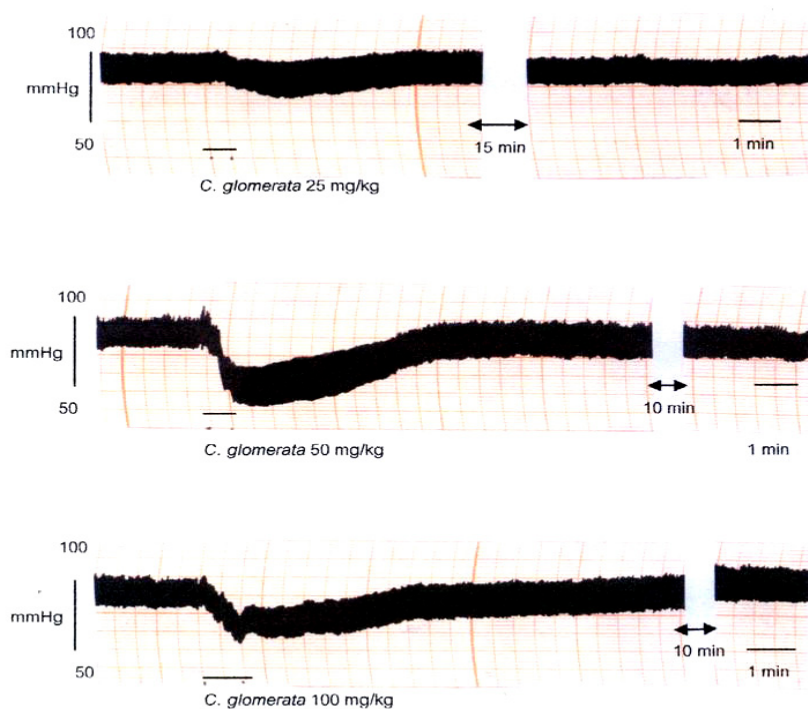 100
mmHg
50
15 min
1 min
C. glomerata 25 mg/kg
100
mmHg
50
10 min
C. glomerata 50 mg/kg
1 min
100
mmHg
50
10 min
1 min
C. glomerata 100 mg/kg